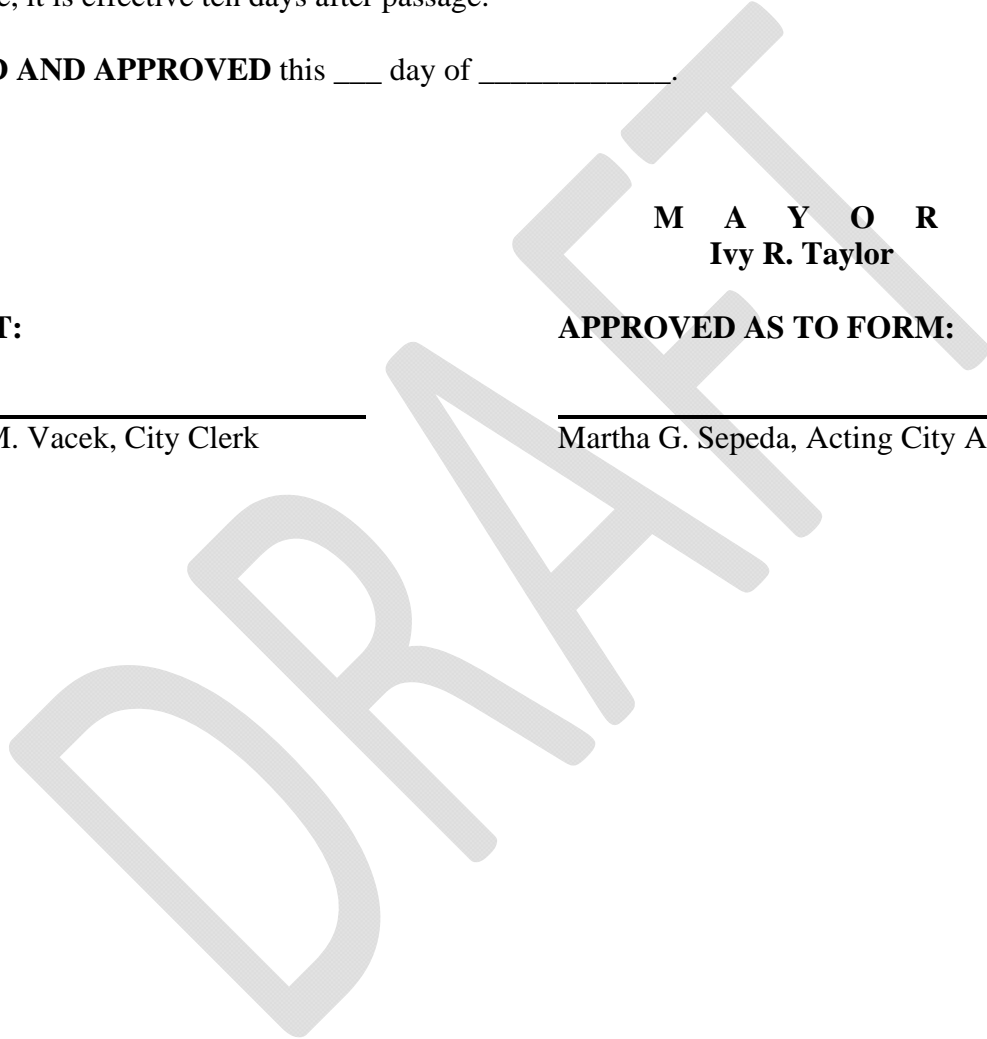 , it is effective ten days after passage.
AND APPROVED this ___ day of ____________.
M A Y O R
Ivy R. Taylor
T: APPROVED AS TO FORM:
M. Vacek, City Clerk Martha G. Sepeda, Acting City A
DRAFT